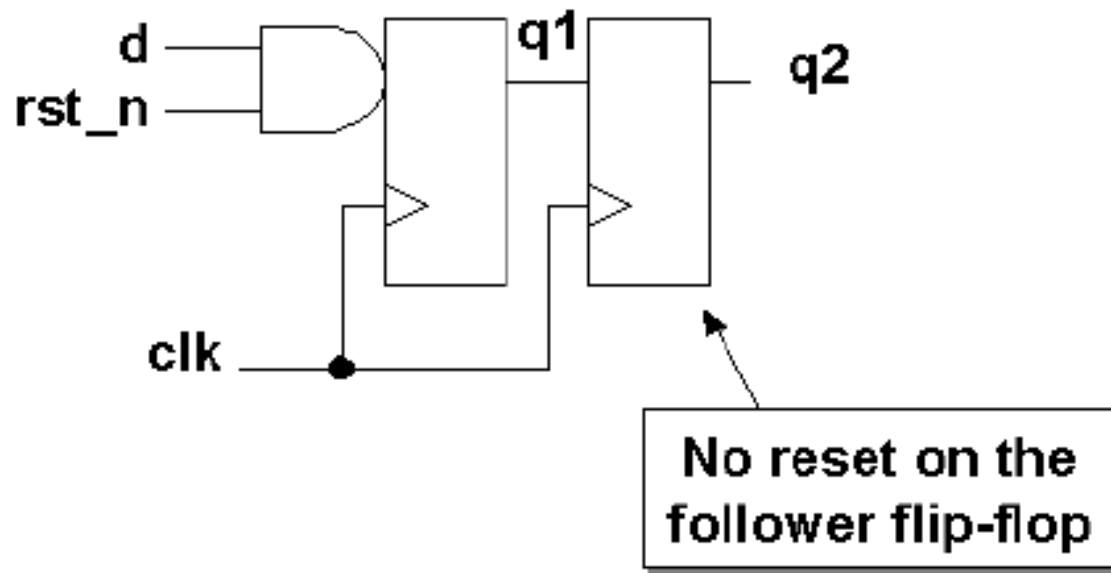 d
q1
q2
rst_n
clk
No reset on the
follower flip-flop